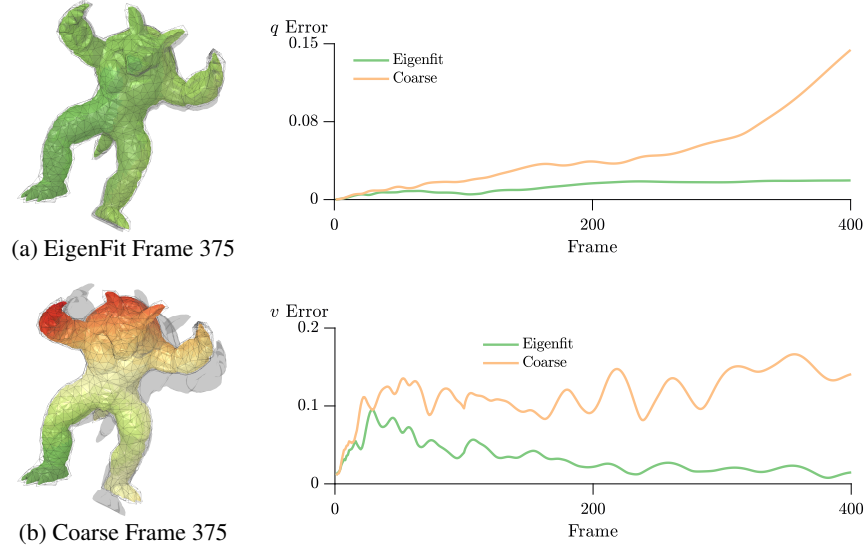 q Error
0.15
Eigenfit
Coarse
0.08
0
0
200
400
Frame
(a) EigenFit Frame 375
v Error
0.2
Eigenfit
Coarse
0.1
0
0
200
400
Frame
(b) Coarse Frame 375